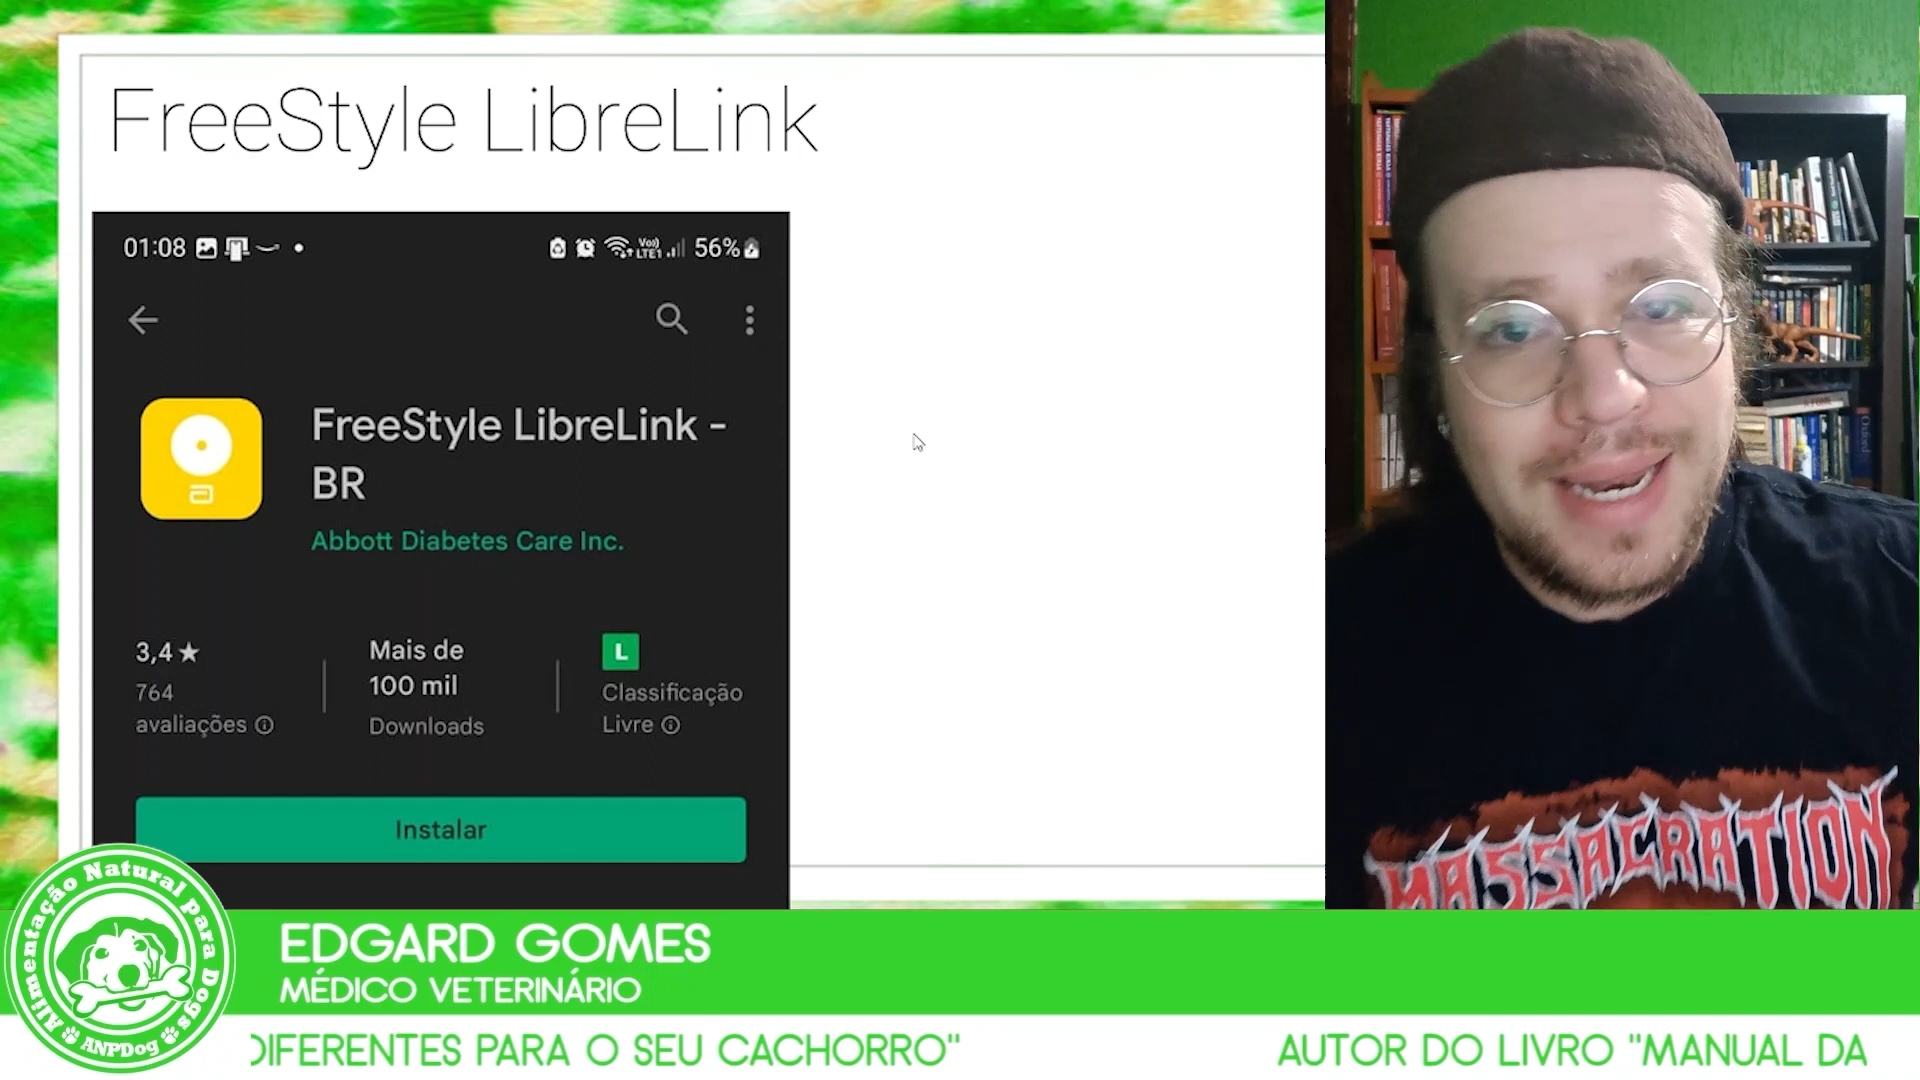 FreeStyle LibreLink
01:08
Vo))
LTE1
56%
FreeStyle LibreLink -
BR
Abbott Diabetes Care Inc.
3,4★
764
avaliações
Mais de
100 mil
Downloads
L
Classificação
Livre
Instalar
MASSACRATION
Alimentação Natural para Dogs
ANPDog
EDGARD GOMES
MÉDICO VETERINÁRIO
DIFERENTES PARA O SEU CACHORRO"
AUTOR DO LIVRO "MANUAL DA